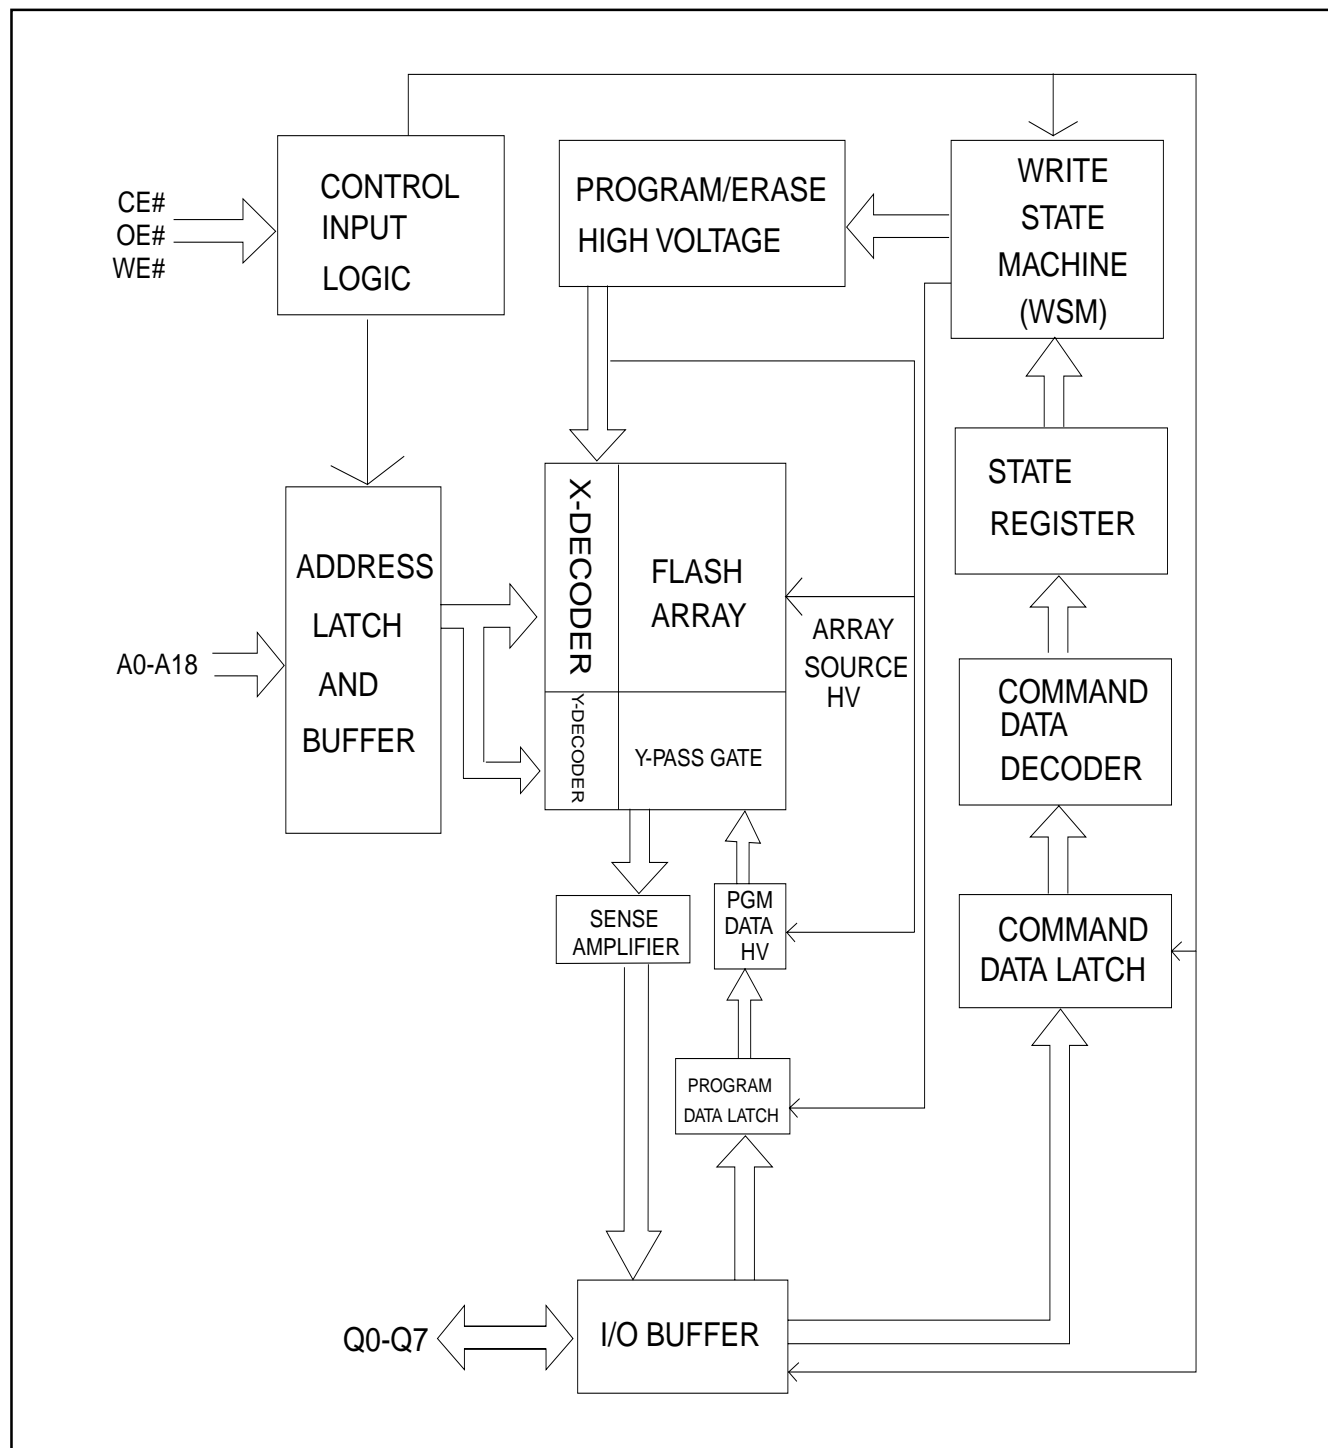 CE#
OE#
WE#
CONTROL
INPUT
LOGIC
PROGRAM/ERASE
HIGH VOLTAGE
WRITE
STATE
MACHINE
(WSM)
STATE
REGISTER
ADDRESS
LATCH
AND
BUFFER
A0-A18
X-DECODER
FLASH
ARRAY
ARRAY
SOURCE
HV
Y-DECODER
Y-PASS GATE
COMMAND
DATA
DECODER
SENSE
AMPLIFIER
PGM
DATA
HV
COMMAND
DATA LATCH
PROGRAM
DATA LATCH
Q0-Q7
I/O BUFFER